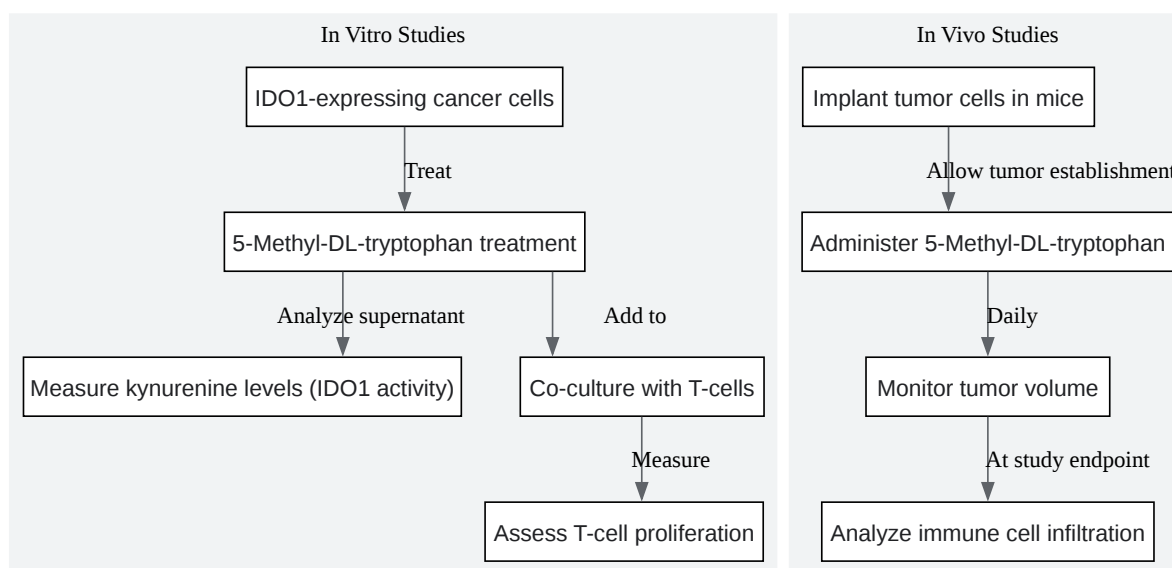 In Vitro Studies
IDO1-expressing cancer cells
Treat
5-Methyl-DL-tryptophan treatment
Analyze supernatant
Add to
Measure kynurenine levels (IDO1 activity)
Co-culture with T-cells
Measure
Assess T-cell proliferation
In Vivo Studies
Implant tumor cells in mice
Allow tumor establishment
Administer 5-Methyl-DL-tryptophan
Daily
Monitor tumor volume
At study endpoint
Analyze immune cell infiltration